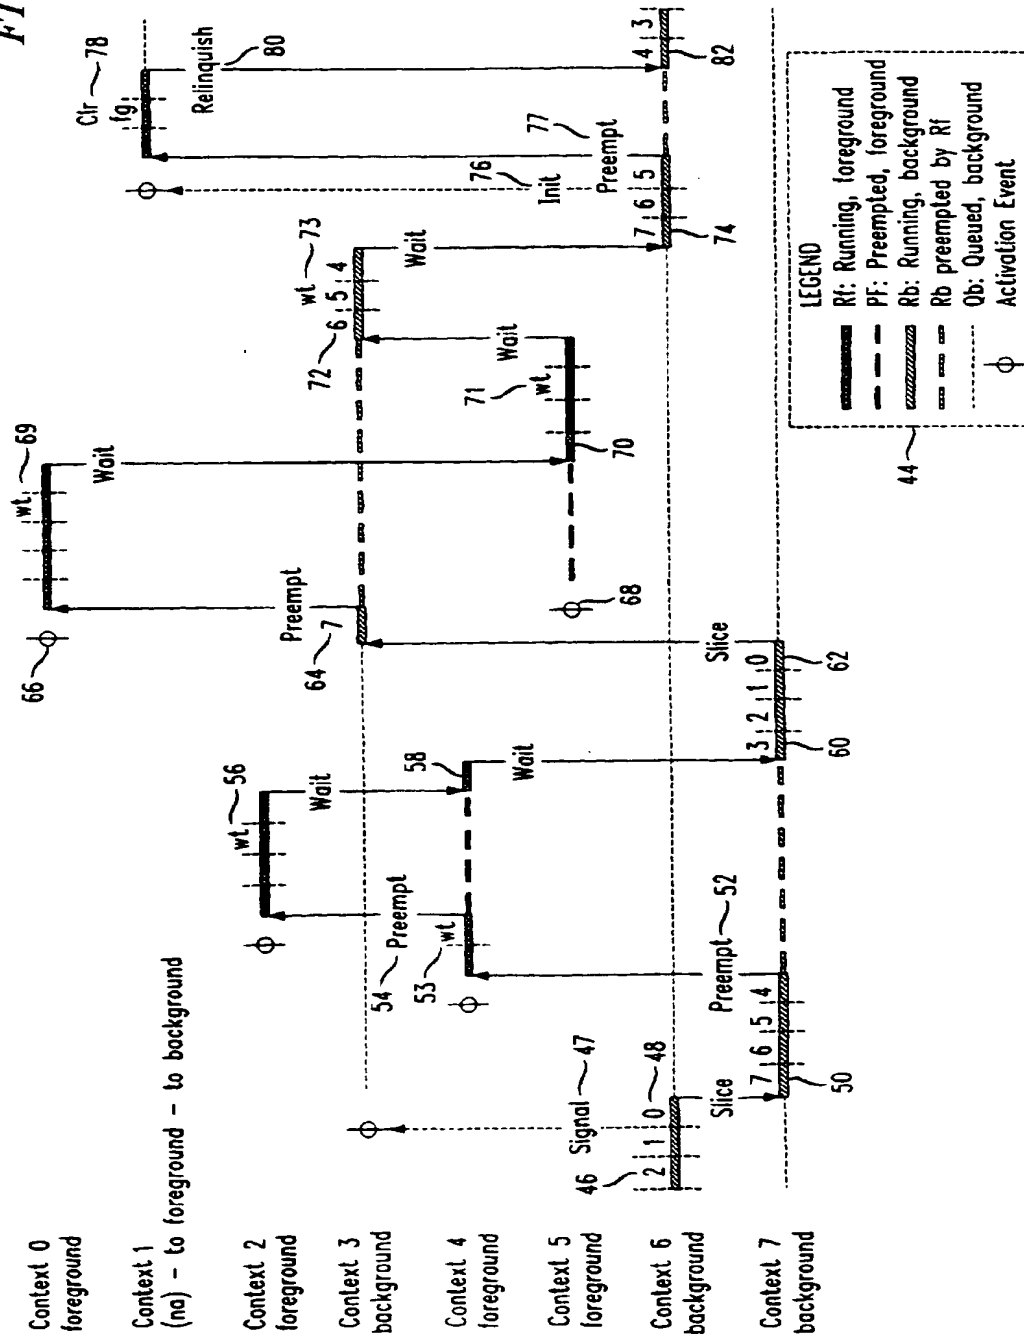 FI
Context 0
foreground
Context 1
(na) – to foreground – to background
Context 2
foreground
Context 3
background
Context 4
foreground
Context 5
foreground
Context 6
background
Context 7
background
66
wt
69
Wait
Clr
78
fg
Relinquish
80
wt
56
Wait
Preempt
64
7
72
6
5
4
wt
73
Wait
54
Preempt
53
wt
58
Wait
68
70
71
wt
Wait
Signal
47
46
2
1
0
48
Slice
Preempt
52
Slice
7
6
5
74
Init
76
Preempt
77
4
3
82
7
6
5
4
50
3
2
1
0
60
62
44
LEGEND
Rf: Running, foreground
PF: Preempted, foreground
Rb: Running, background
Rb preempted by Rf
Qb: Queued, background
Activation Event